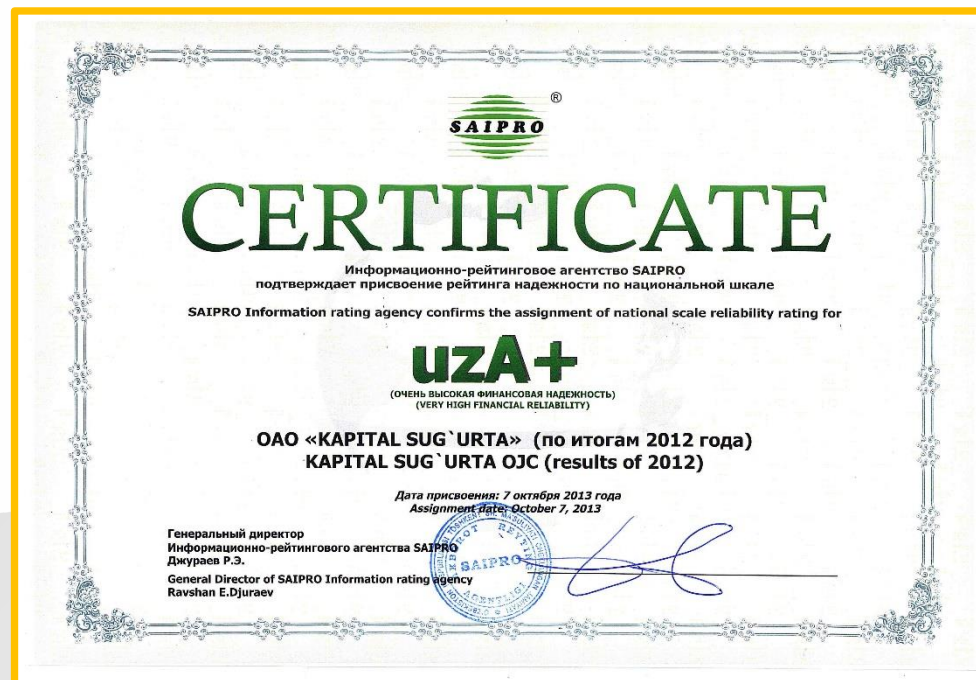 ®
SAIPRO
CERTIFICATE
Информационно-рейтинговое агентство SAIPRO
подтверждает присвоение рейтинга надежности по национальной шкале
SAIPRO Information rating agency confirms the assignment of national scale reliability rating for
uzA+
(ОЧЕНЬ ВЫСОКАЯ ФИНАНСОВАЯ НАДЕЖНОСТЬ)
(VERY HIGH FINANCIAL RELIABILITY)
ОАО «KAPITAL SUG`URTA» (по итогам 2012 года)
KAPITAL SUG`URTA OJC (results of 2012)
Дата присвоения: 7 октября 2013 года
Assignment date: October 7, 2013
Генеральный директор
Информационно-рейтингового агентства SAIPRO
Джураев Р.Э.
General Director of SAIPRO Information rating agency
Ravshan E.Djuraev
AXBOROT REYTING
SAIPRO
AGENTLIGI